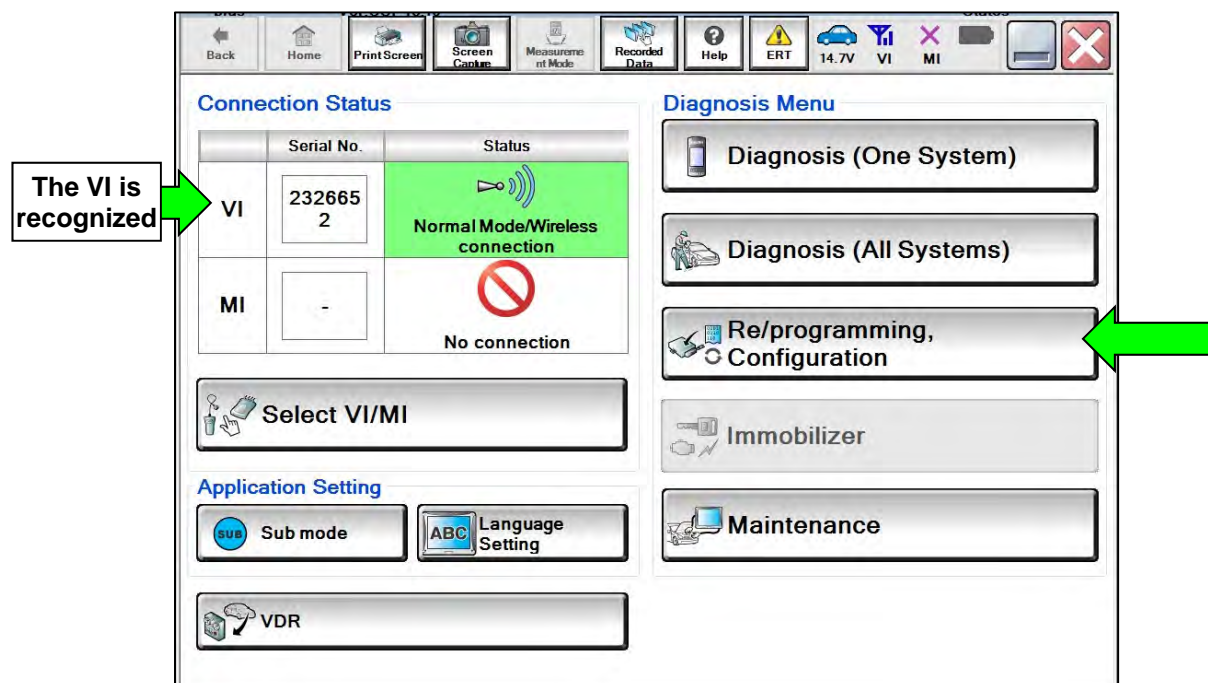 Back
Home
Print Screen
Screen
Capture
Measureme
nt Mode
Recorded
Data
Help
ERT
14.7V
VI
MI
Connection Status
Serial No.
Status
VI
232665
2
Normal Mode/Wireless
connection
MI
-
No connection
Select VI/MI
Application Setting
SUB
Sub mode
ABC
Language
Setting
VDR
Diagnosis Menu
Diagnosis (One System)
Diagnosis (All Systems)
Re/programming,
Configuration
Immobilizer
Maintenance
The VI is
recognized